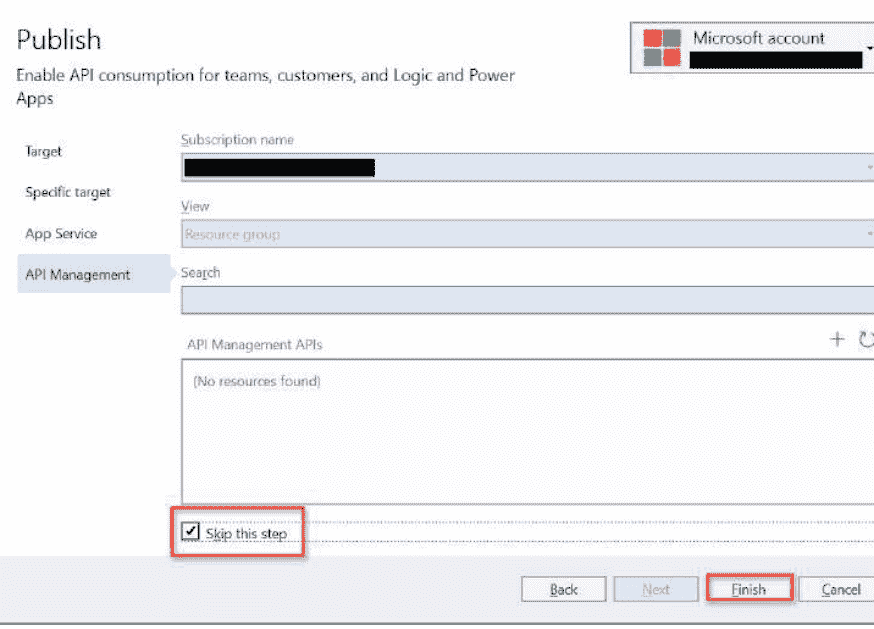 Publish
Microsoft account
Enable API consumption for teams, customers, and Logic and Power
Apps
Subscription name
Target
Specific target
View
App Service
Resource group
API Management
Search
API Management APIs
(No resources found)
Skip this step
Back
Next
Finish
Cancel